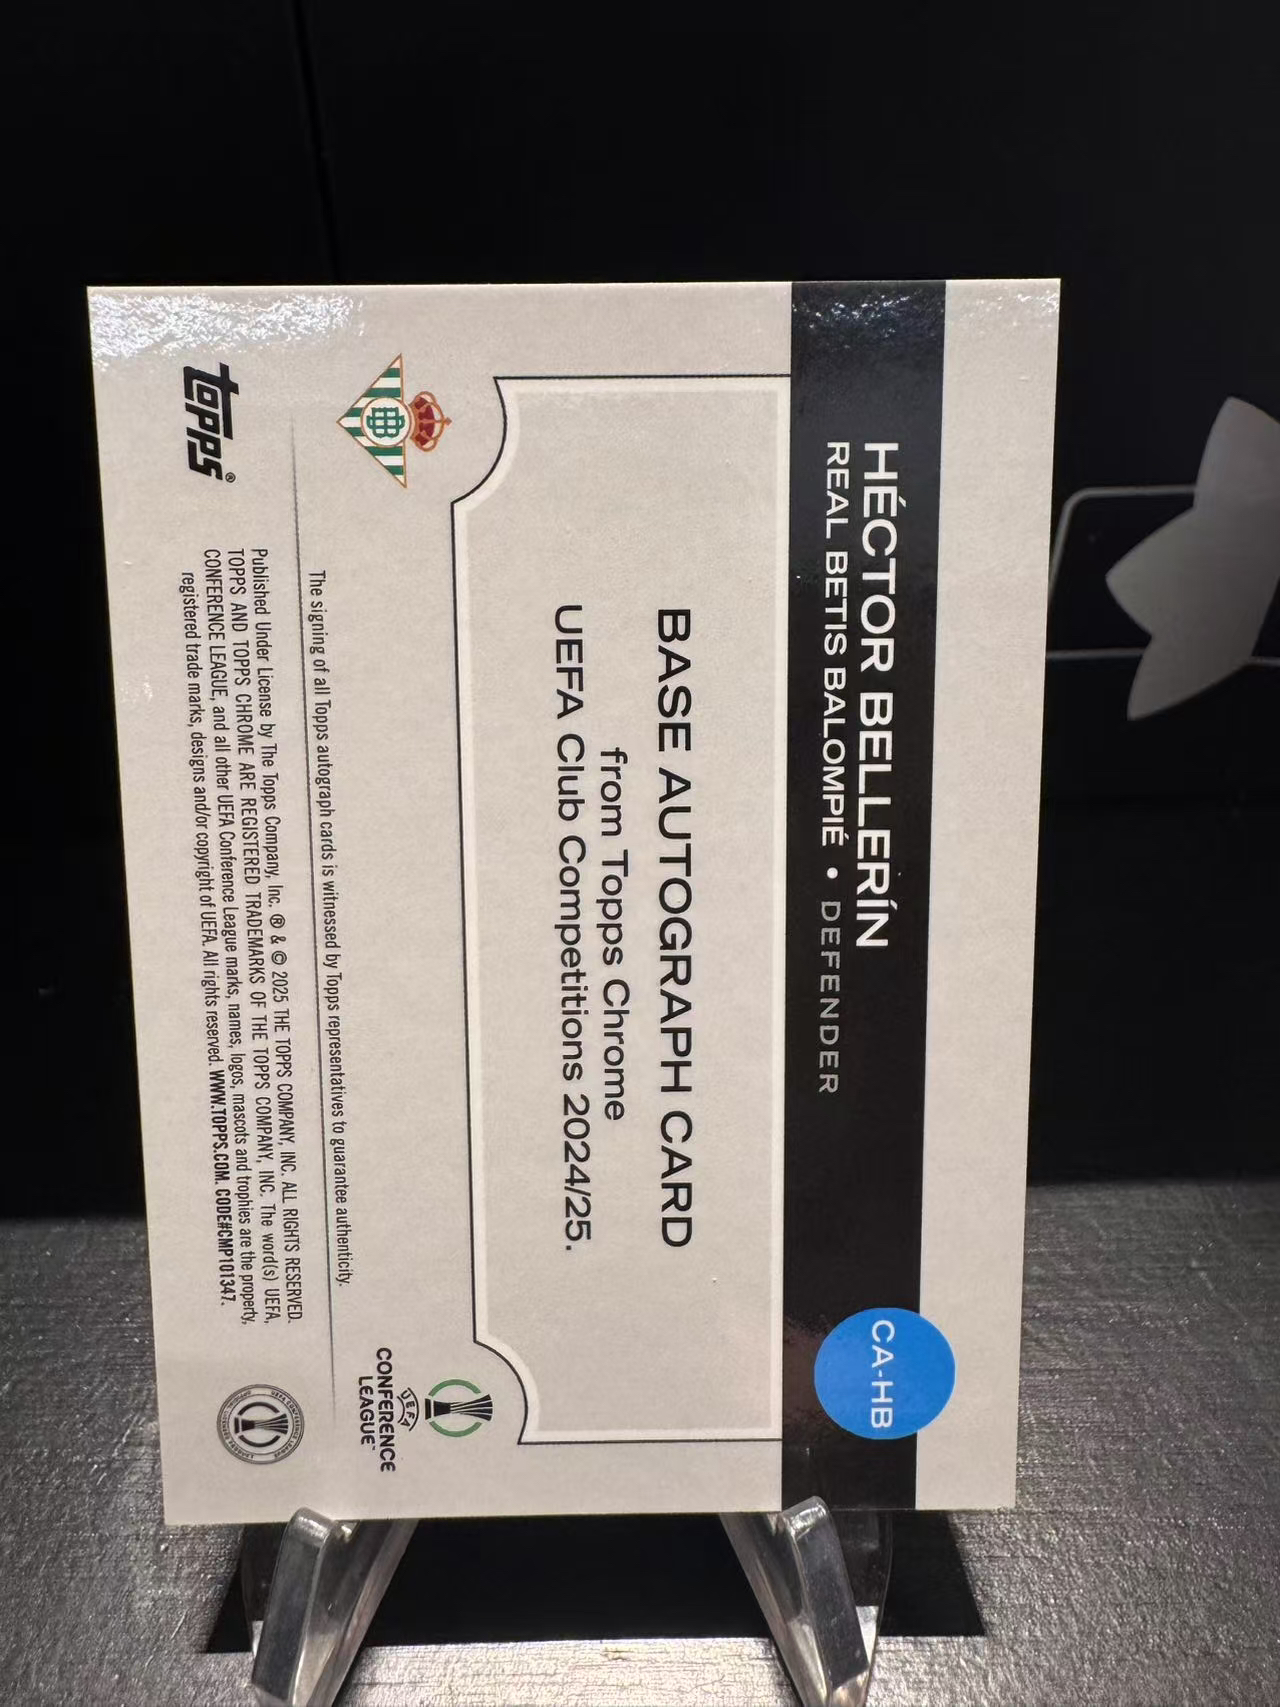 HÉCTOR BELLERÍN
REAL BETIS BALOMPIÉ • DEFENDER
CA-HB
BASE AUTOGRAPH CARD
from Topps Chrome
UEFA Club Competitions 2024/25.
UEFA
CONFERENCE
LEAGUE™
The signing of all Topps autograph cards is witnessed by Topps representatives to guarantee authenticity.
topps®
Published Under License by The Topps Company, Inc. ® & © 2025 THE TOPPS COMPANY, INC. ALL RIGHTS RESERVED.
TOPPS AND TOPPS CHROME ARE REGISTERED TRADEMARKS OF THE TOPPS COMPANY, INC. The word(s) UEFA,
CONFERENCE LEAGUE, and all other UEFA Conference League marks, names, logos, mascots and trophies are the property,
registered trade marks, designs and/or copyright of UEFA. All rights reserved. WWW.TOPPS.COM. CODE#CMP101347.